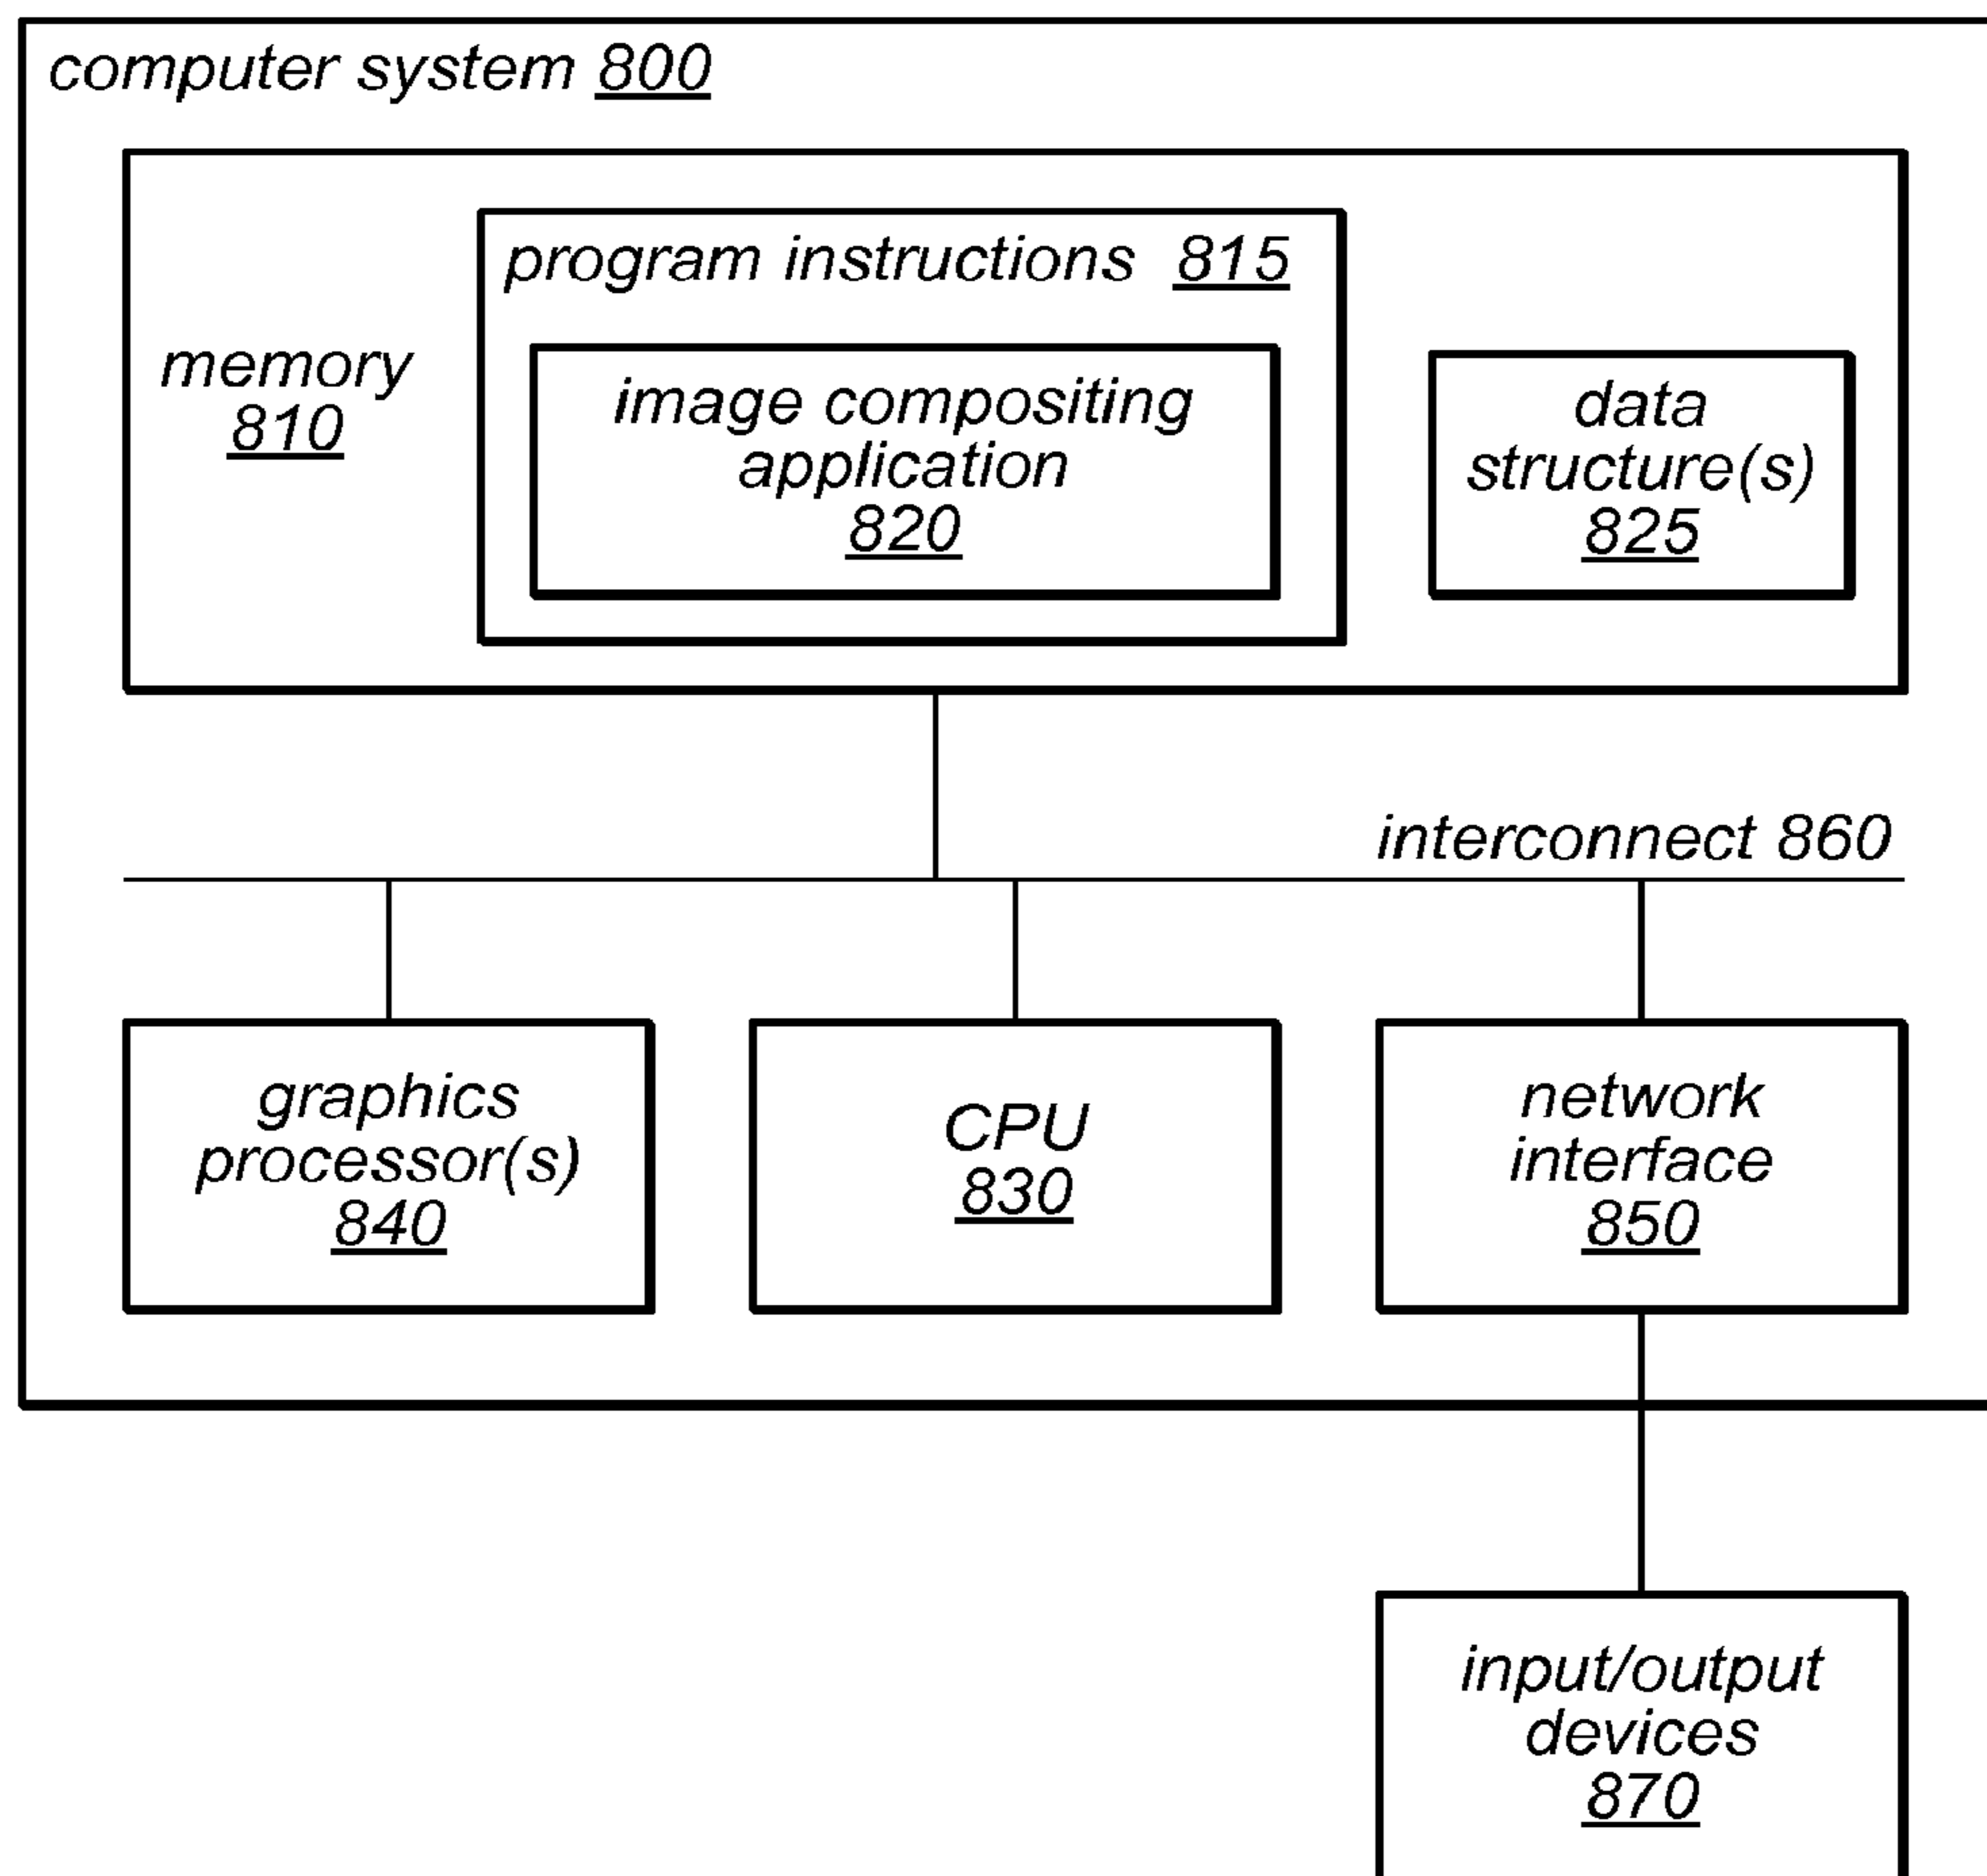 computer system 800
program instructions 815
memory
810
image compositing
application
820
data
structure(s)
825
interconnect 860
graphics
processor(s)
840
CPU
830
network
interface
850
input/output
devices
870